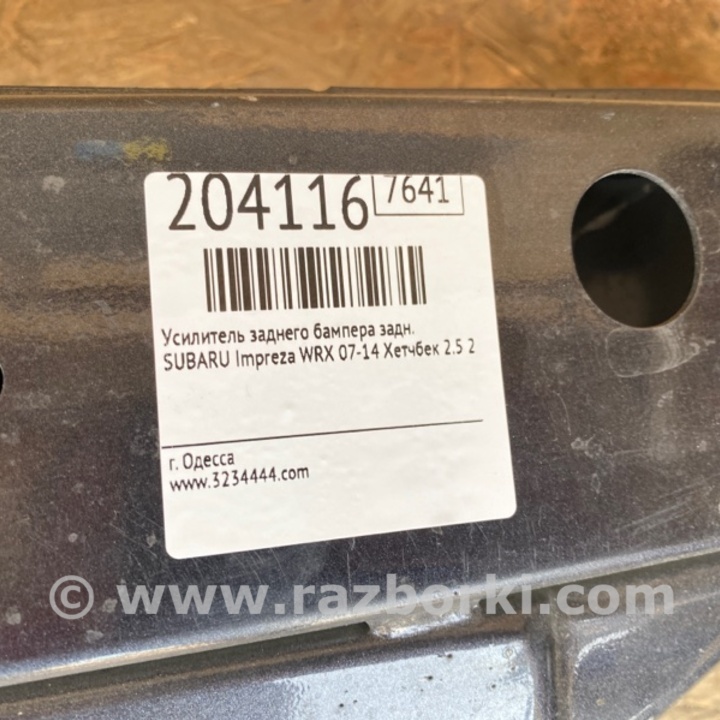 204116 7641
Усилитель заднего бампера задн.
SUBARU Impreza WRX 07-14 Хетчбек 2.5 2
г. Одесса
www.3234444.com
© www.razborki.com